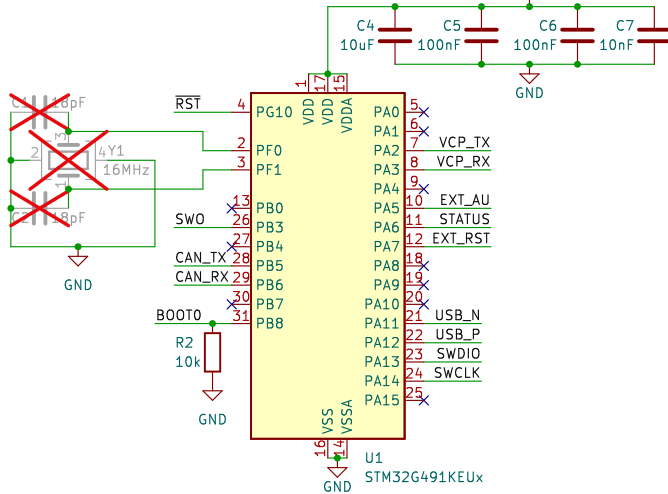 C4
10uF
C5
100nF
C6
100nF
C7
10nF
GND
1
17
15
VDD
VDD
VDDA
C1
18pF
3
2
4
Y1
16MHz
1
C2
18pF
GND
RST
4
PG10
2
PF0
3
PF1
13
PB0
SWO
26
PB3
27
PB4
CAN_TX
28
PB5
CAN_RX
29
PB6
30
PB7
BOOT0
31
PB8
R2
10k
GND
PA0
5
PA1
6
PA2
7
VCP_TX
PA3
8
VCP_RX
PA4
9
PA5
10
EXT_AU
PA6
11
STATUS
PA7
12
EXT_RST
PA8
18
PA9
19
PA10
20
PA11
21
USB_N
PA12
22
USB_P
PA13
23
SWDIO
PA14
24
SWCLK
PA15
25
VSS
VSSA
16
14
GND
U1
STM32G491KEUx